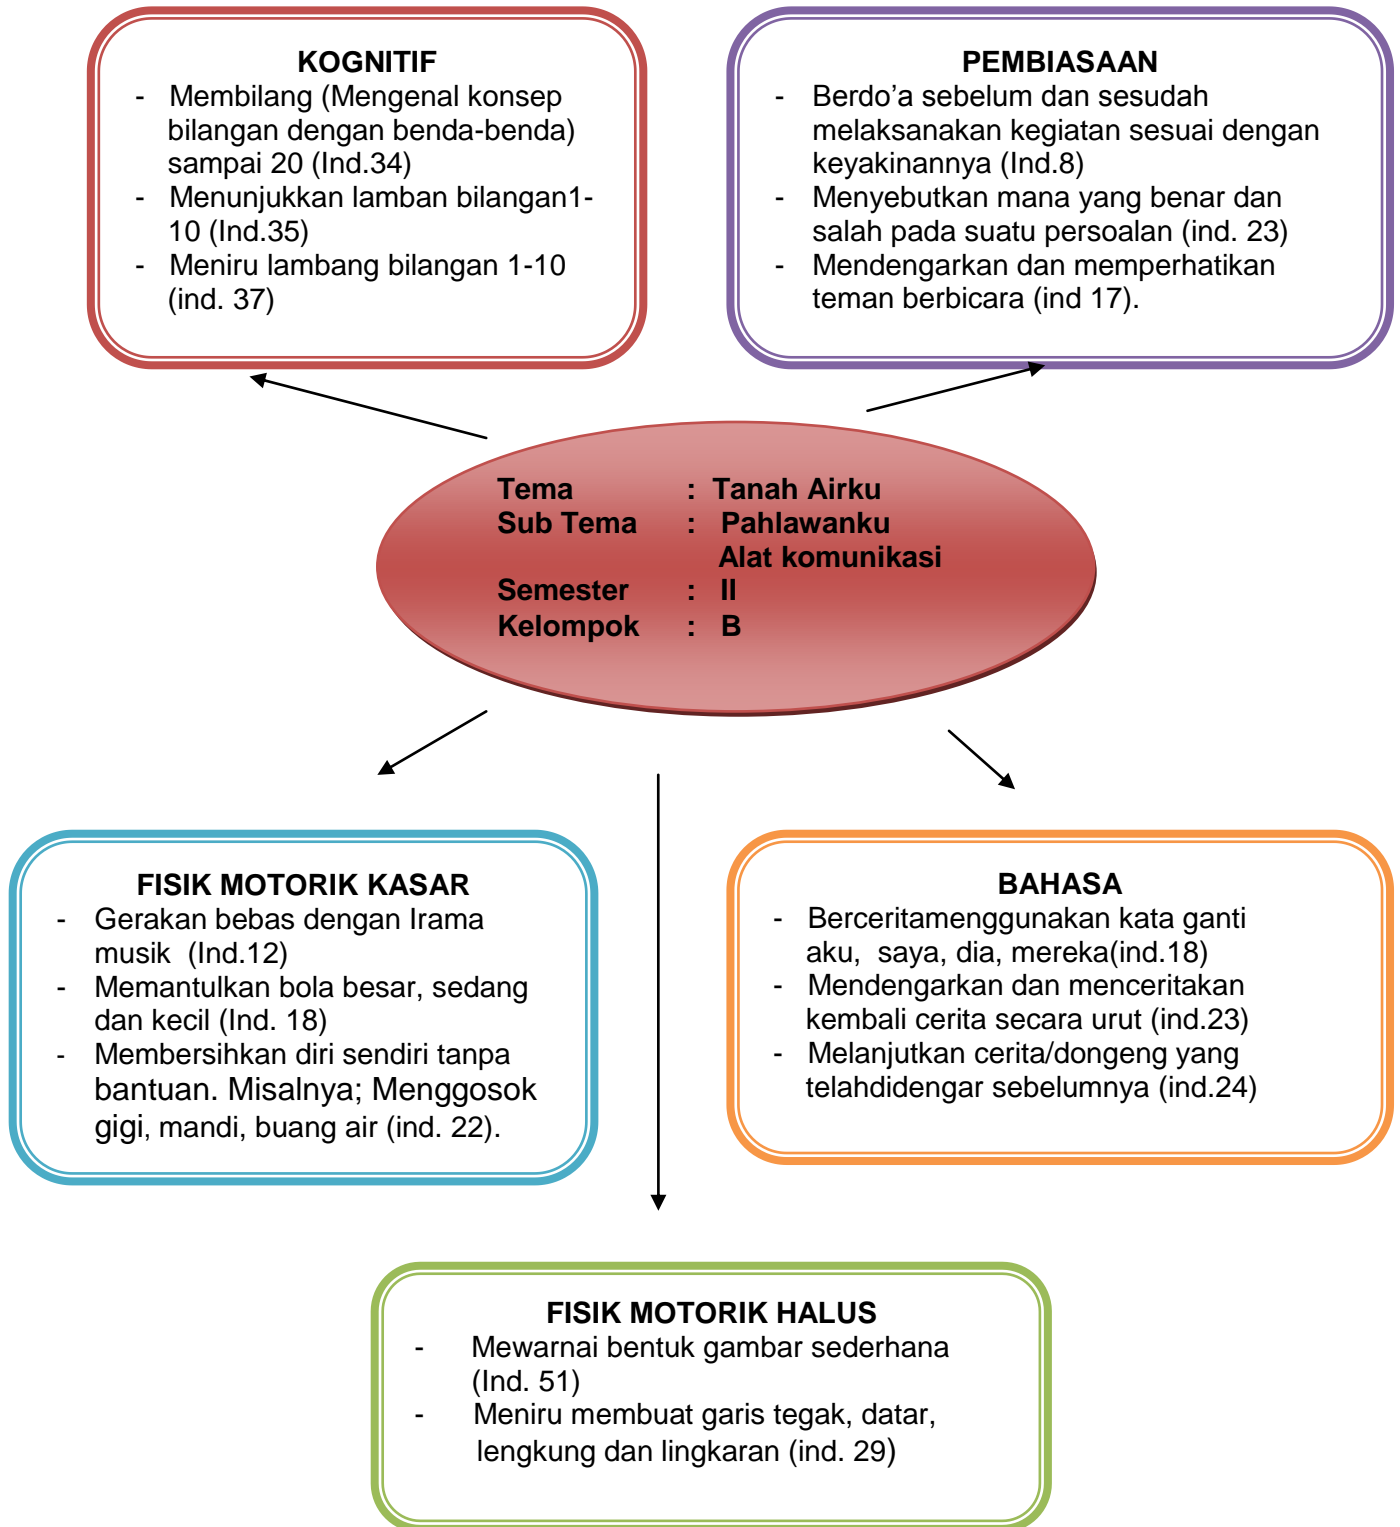 KOGNITIF
- Membilang (Mengenal konsep
bilangan dengan benda-benda)
sampai 20 (Ind.34)
- Menunjukkan lamban bilangan1-
10 (Ind.35)
- Meniru lambang bilangan 1-10
(ind. 37)
PEMBIASAAN
- Berdo’a sebelum dan sesudah
melaksanakan kegiatan sesuai dengan
keyakinannya (Ind.8)
- Menyebutkan mana yang benar dan
salah pada suatu persoalan (ind. 23)
- Mendengarkan dan memperhatikan
teman berbicara (ind 17).
Tema : Tanah Airku
Sub Tema : Pahlawanku
Alat komunikasi
Semester : II
Kelompok : B
FISIK MOTORIK KASAR
- Gerakan bebas dengan Irama
musik (Ind.12)
- Memantulkan bola besar, sedang
dan kecil (Ind. 18)
- Membersihkan diri sendiri tanpa
bantuan. Misalnya; Menggosok
gigi, mandi, buang air (ind. 22).
BAHASA
- Berceritamenggunakan kata ganti
aku, saya, dia, mereka(ind.18)
- Mendengarkan dan menceritakan
kembali cerita secara urut (ind.23)
- Melanjutkan cerita/dongeng yang
telahdidengar sebelumnya (ind.24)
FISIK MOTORIK HALUS
- Mewarnai bentuk gambar sederhana
(Ind. 51)
- Meniru membuat garis tegak, datar,
lengkung dan lingkaran (ind. 29)